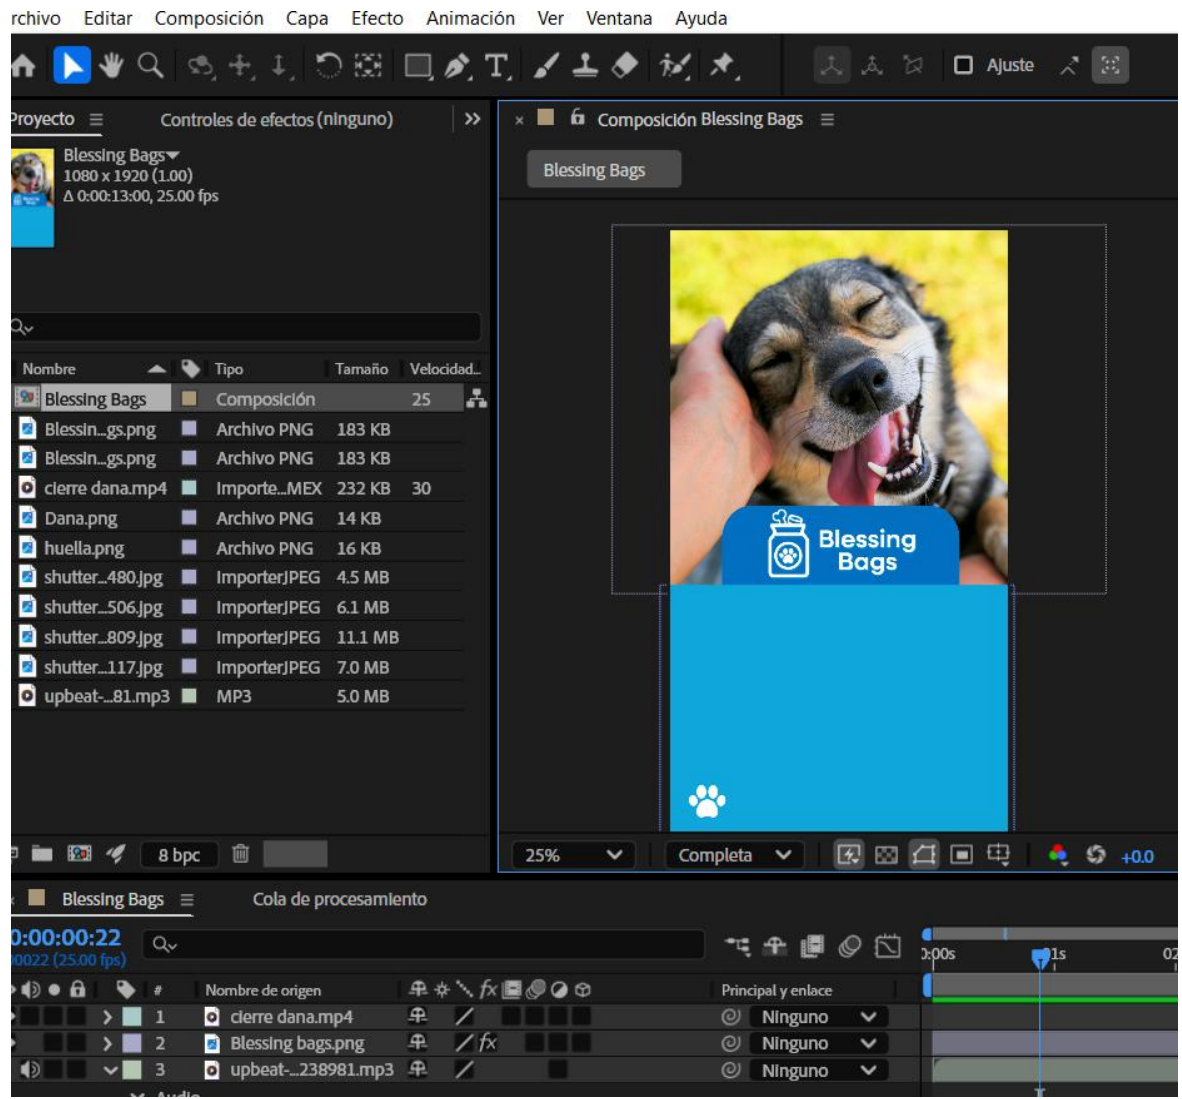 rchivo Editar Composición Capa Efecto Animación Ver Ventana Ayuda
T Ajuste
Proyecto Controles de efectos (ninguno) >> × Composición Blessing Bags
Blessing Bags
1080 x 1920 (1.00)
Δ 0:00:13:00, 25.00 fps
Blessing Bags
Nombre Tipo Tamaño Velocidad...
Blessing Bags Composición 25
Blessin...gs.png Archivo PNG 183 KB
Blessin...gs.png Archivo PNG 183 KB
cierre dana.mp4 Importe...MEX 232 KB 30
Dana.png Archivo PNG 14 KB
huella.png Archivo PNG 16 KB
shutter...480.jpg ImporterJPEG 4.5 MB
shutter...506.jpg ImporterJPEG 6.1 MB
shutter...809.jpg ImporterJPEG 11.1 MB
shutter...117.jpg ImporterJPEG 7.0 MB
upbeat-...81.mp3 MP3 5.0 MB
Blessing
Bags
8 bpc
25% Completa +0.0
Blessing Bags Cola de procesamiento
0:00:00:22
00022 (25.00 fps)
0:00s 01s 02
# Nombre de origen fx Principal y enlace
1 cierre dana.mp4 Ninguno
2 Blessing bags.png fx Ninguno
3 upbeat-...238981.mp3 Ninguno
Audio